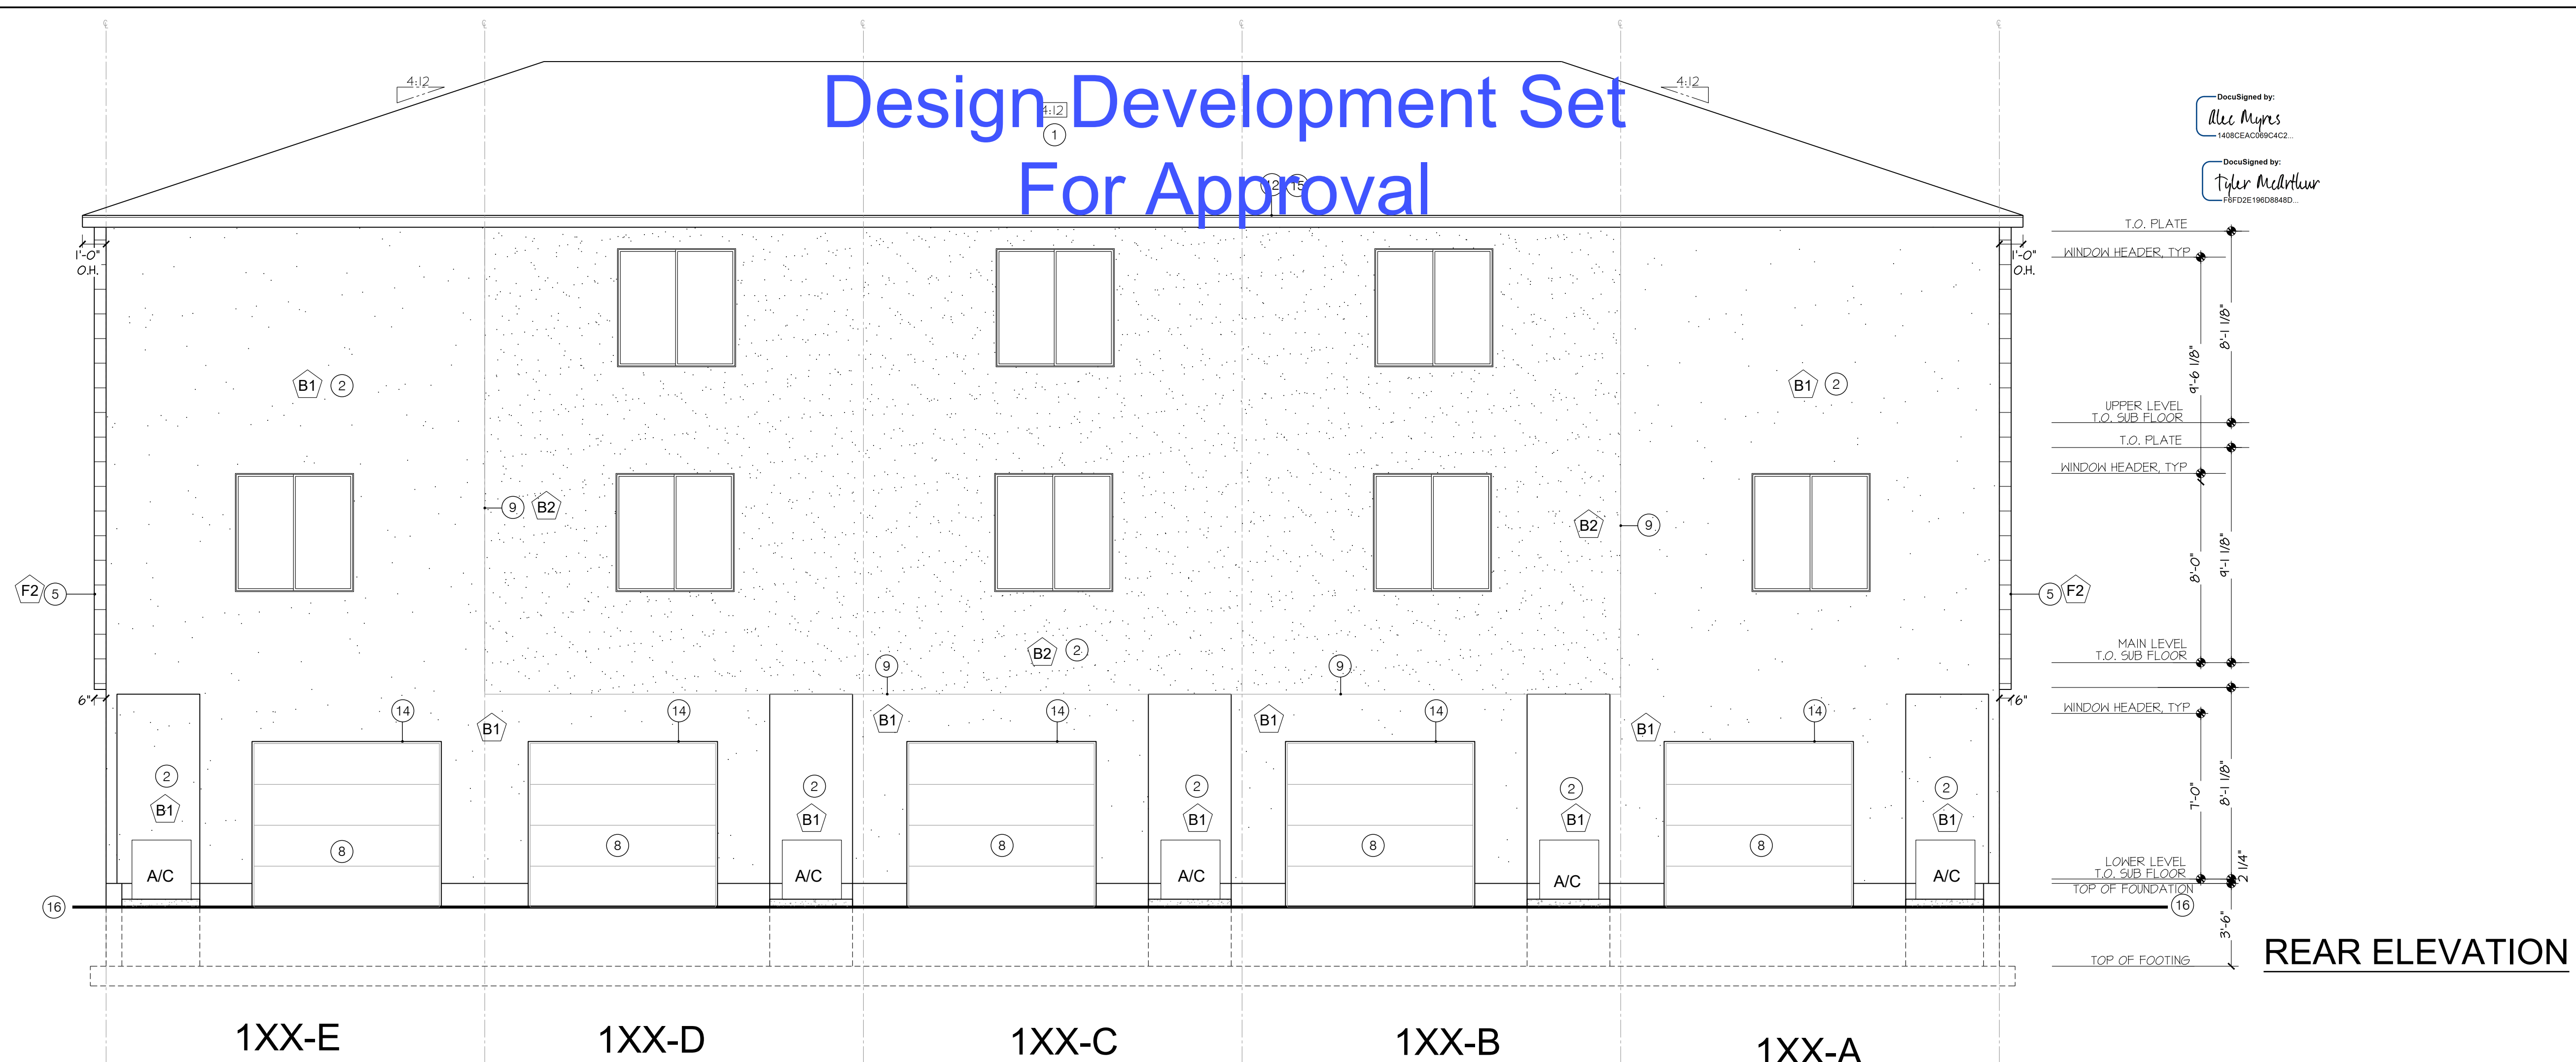 ℄ ℄ ℄ ℄ ℄ ℄
4:12
4:12
Design Development Set
4:12
1
For Approval
12 15
DocuSigned by:
Alec Myres
1408CEAC069C4C2...
DocuSigned by:
Tyler McArthur
F6FD2E196D8848D...
1'-0"
O.H.
1'-0"
O.H.
T.O. PLATE
WINDOW HEADER, TYP
8'-1 1/8"
9'-6 1/8"
B1 2
B1 2
UPPER LEVEL
T.O. SUB FLOOR
T.O. PLATE
WINDOW HEADER, TYP
9 B2
B2 9
8'-0"
9'-1 1/8"
F2 5
5 F2
B2 2
9
9
MAIN LEVEL
T.O. SUB FLOOR
6"
6"
WINDOW HEADER, TYP
14
14
14
14
14
B1
B1
B1
B1
7'-0"
8'-1 1/8"
2
B1
A/C
8
8
2
B1
A/C
8
2
B1
A/C
8
2
B1
A/C
8
2
B1
A/C
LOWER LEVEL
T.O. SUB FLOOR
TOP OF FOUNDATION
2 1/4"
16
16
3'-6"
TOP OF FOOTING
REAR ELEVATION
1XX-E
1XX-D
1XX-C
1XX-B
1XX-A